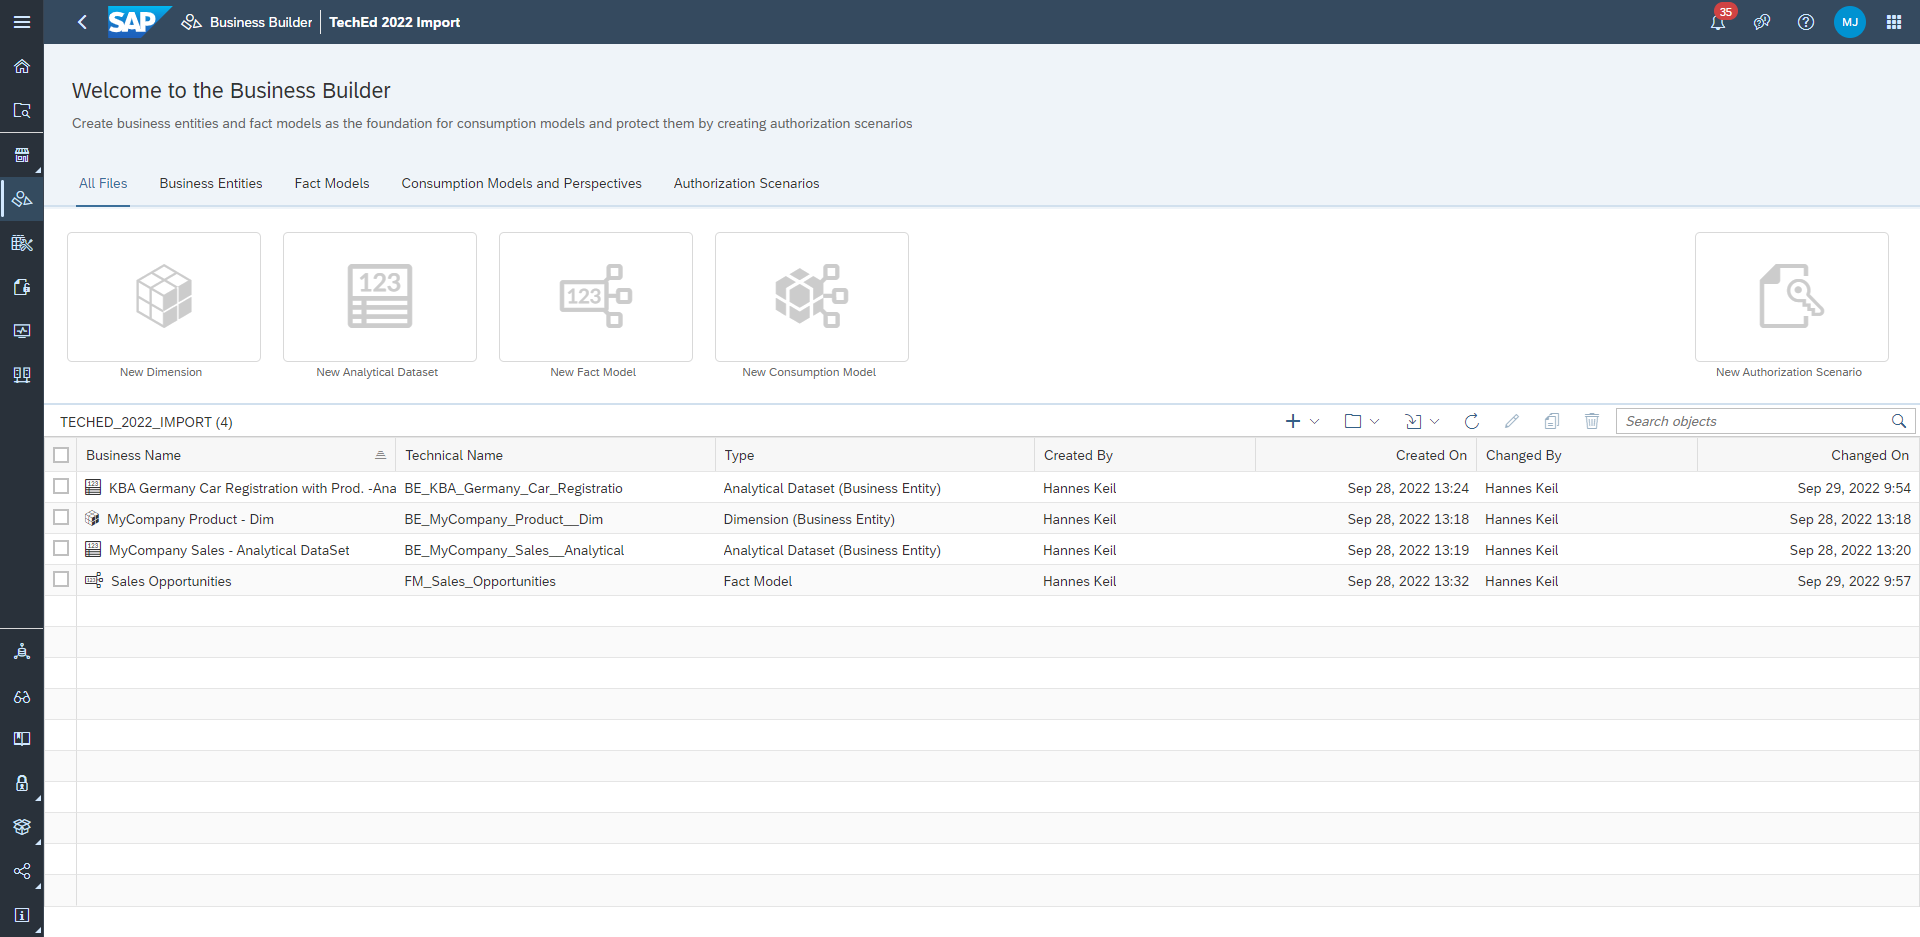 SAP Business Builder TechEd 2022 Import 35 MJ
Welcome to the Business Builder
Create business entities and fact models as the foundation for consumption models and protect them by creating authorization scenarios
All Files Business Entities Fact Models Consumption Models and Perspectives Authorization Scenarios
123 123
New Dimension New Analytical Dataset New Fact Model New Consumption Model New Authorization Scenario
TECHED_2022_IMPORT (4) Search objects
Business Name Technical Name Type Created By Created On Changed By Changed On
KBA Germany Car Registration with Prod. -Ana BE_KBA_Germany_Car_Registratio Analytical Dataset (Business Entity) Hannes Keil Sep 28, 2022 13:24 Hannes Keil Sep 29, 2022 9:54
MyCompany Product - Dim BE_MyCompany_Product__Dim Dimension (Business Entity) Hannes Keil Sep 28, 2022 13:18 Hannes Keil Sep 28, 2022 13:18
MyCompany Sales - Analytical DataSet BE_MyCompany_Sales__Analytical Analytical Dataset (Business Entity) Hannes Keil Sep 28, 2022 13:19 Hannes Keil Sep 28, 2022 13:20
Sales Opportunities FM_Sales_Opportunities Fact Model Hannes Keil Sep 28, 2022 13:32 Hannes Keil Sep 29, 2022 9:57